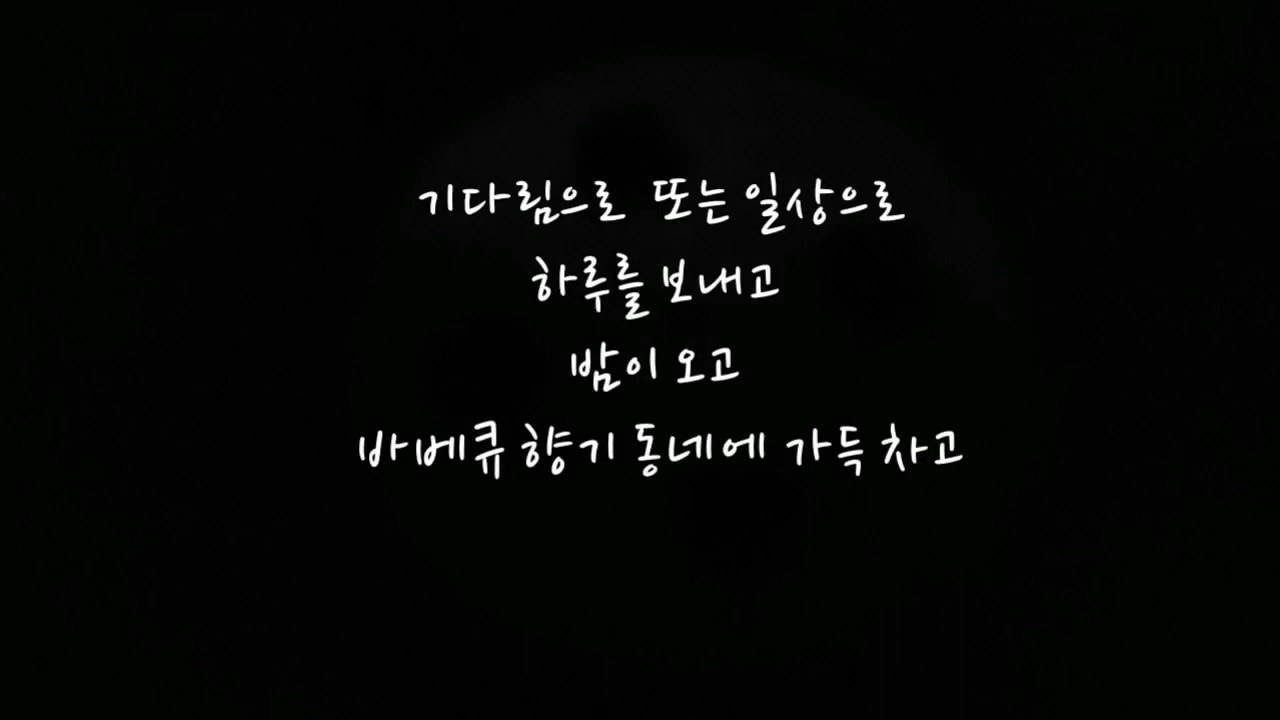 기다림으로 또는 일상으로
하루를 보내고
밤이 오고
바베큐 향기 동네에 가득 차고